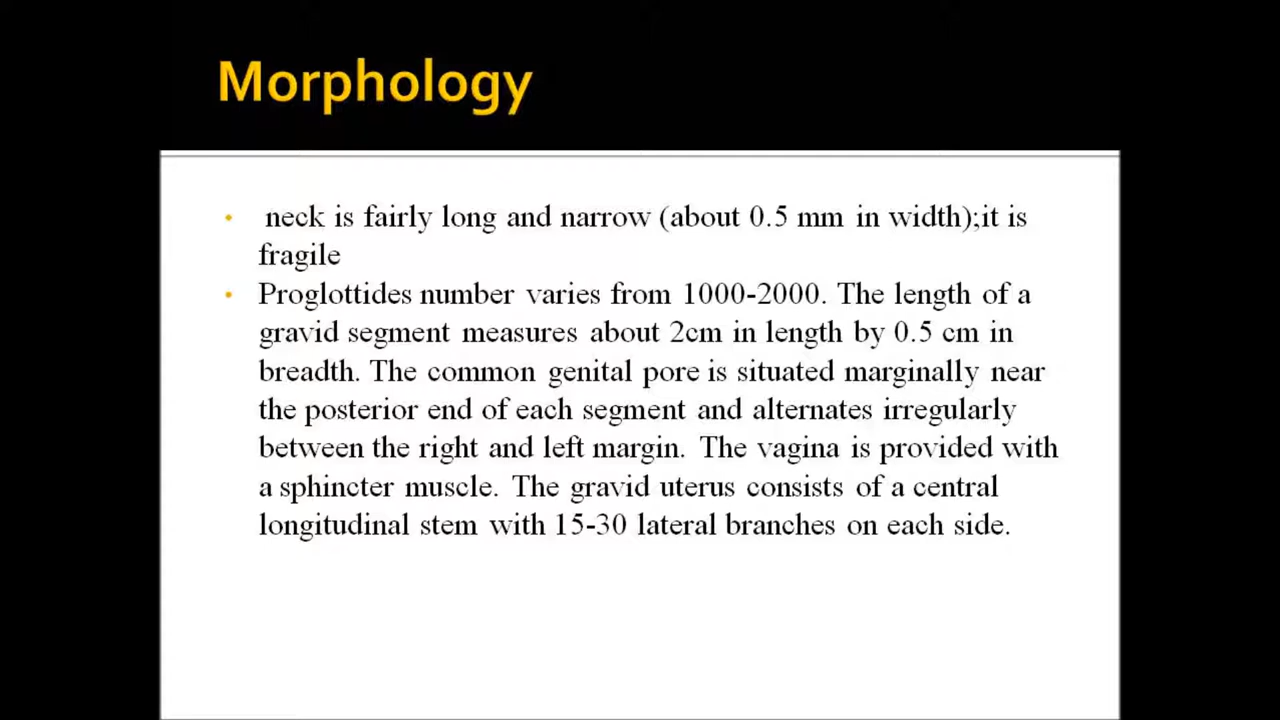 Morphology
• neck is fairly long and narrow (about 0.5 mm in width);it is
fragile
• Proglottides number varies from 1000-2000. The length of a
gravid segment measures about 2cm in length by 0.5 cm in
breadth. The common genital pore is situated marginally near
the posterior end of each segment and alternates irregularly
between the right and left margin. The vagina is provided with
a sphincter muscle. The gravid uterus consists of a central
longitudinal stem with 15-30 lateral branches on each side.